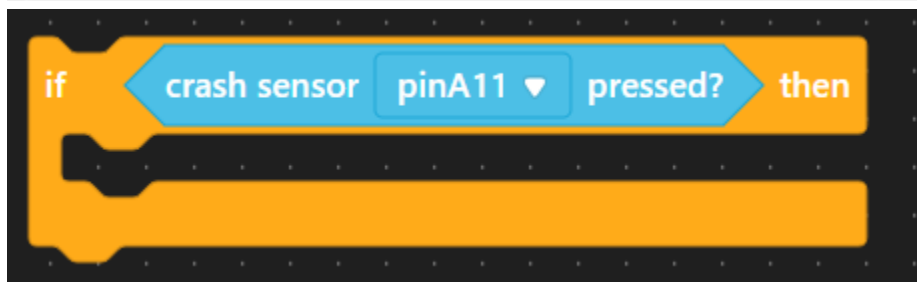 if crash sensor pinA11 pressed? then